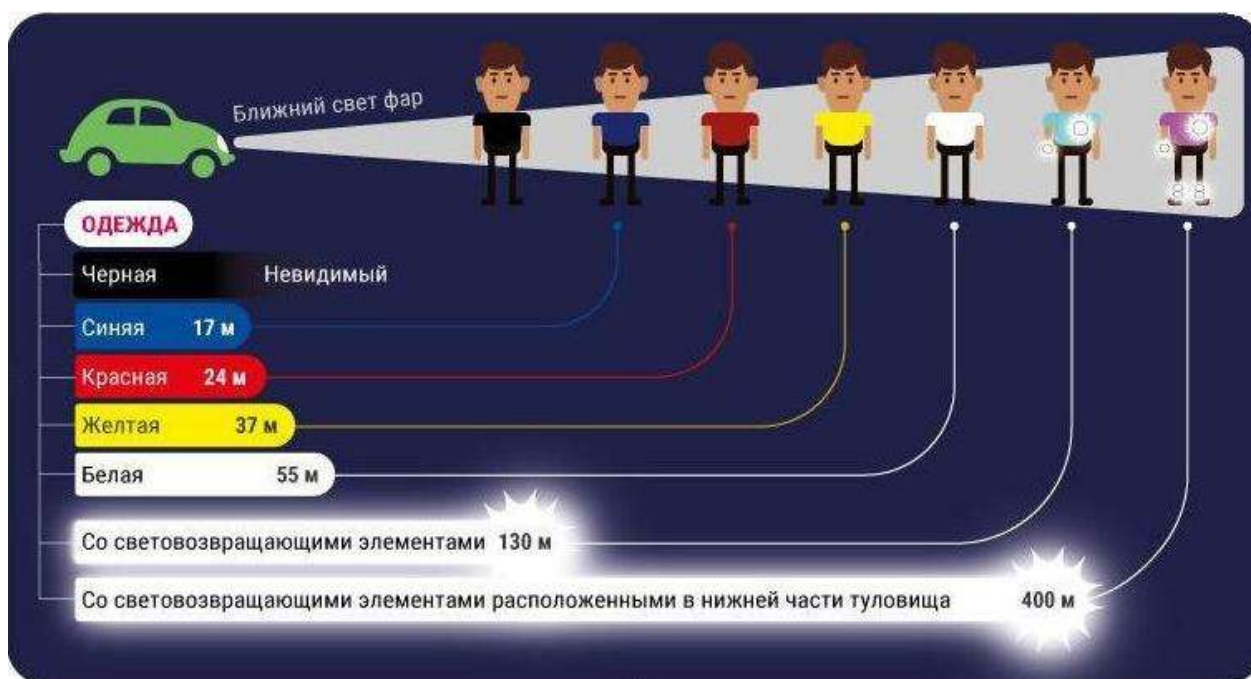 Ближний свет фар
ОДЕЖДА
Черная Невидимый
Синяя 17 м
Красная 24 м
Желтая 37 м
Белая 55 м
Со световозвращающими элементами 130 м
Со световозвращающими элементами расположенными в нижней части туловища 400 м